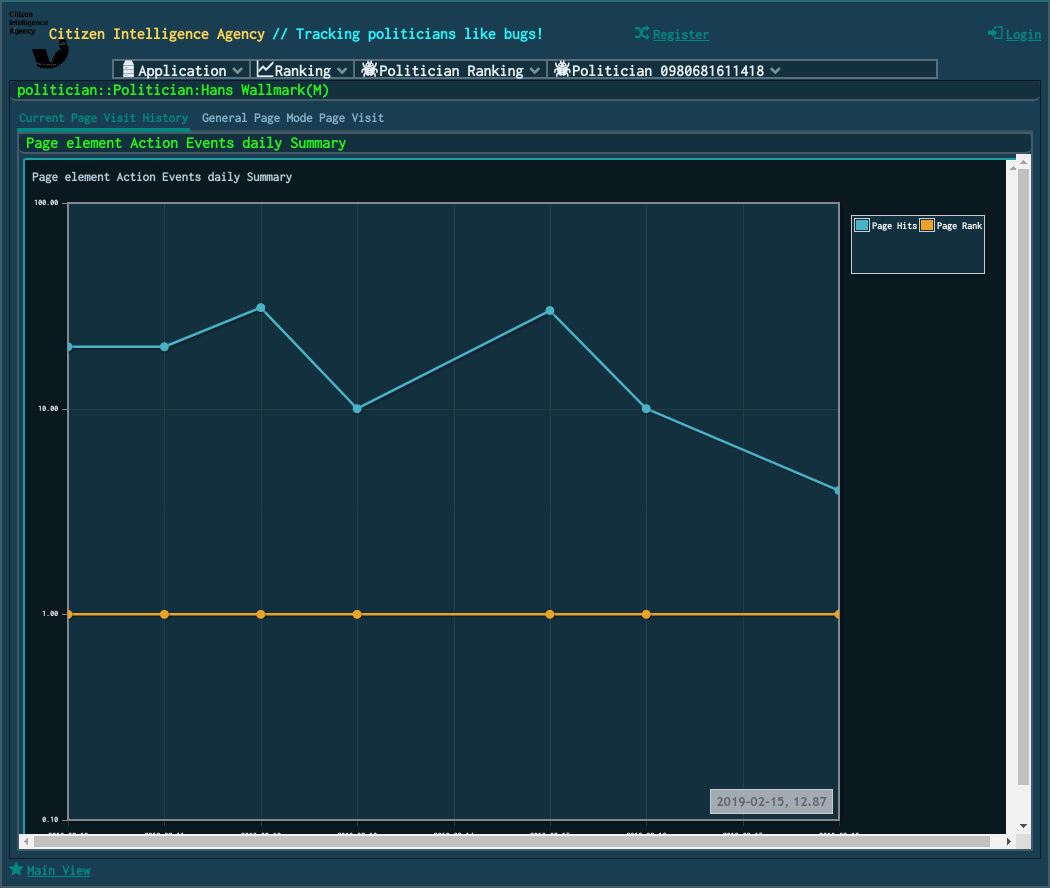 Citizen
Intelligence
Agency
Citizen Intelligence Agency // Tracking politicians like bugs!
Register
Login
Application
Ranking
Politician Ranking
Politician 0980681611418
politician::Politician:Hans Wallmark(M)
Current Page Visit History
General Page Mode Page Visit
Page element Action Events daily Summary
Page element Action Events daily Summary
100.00
Page Hits
Page Rank
10.00
1.00
2019-02-15, 12.87
0.10
Main View